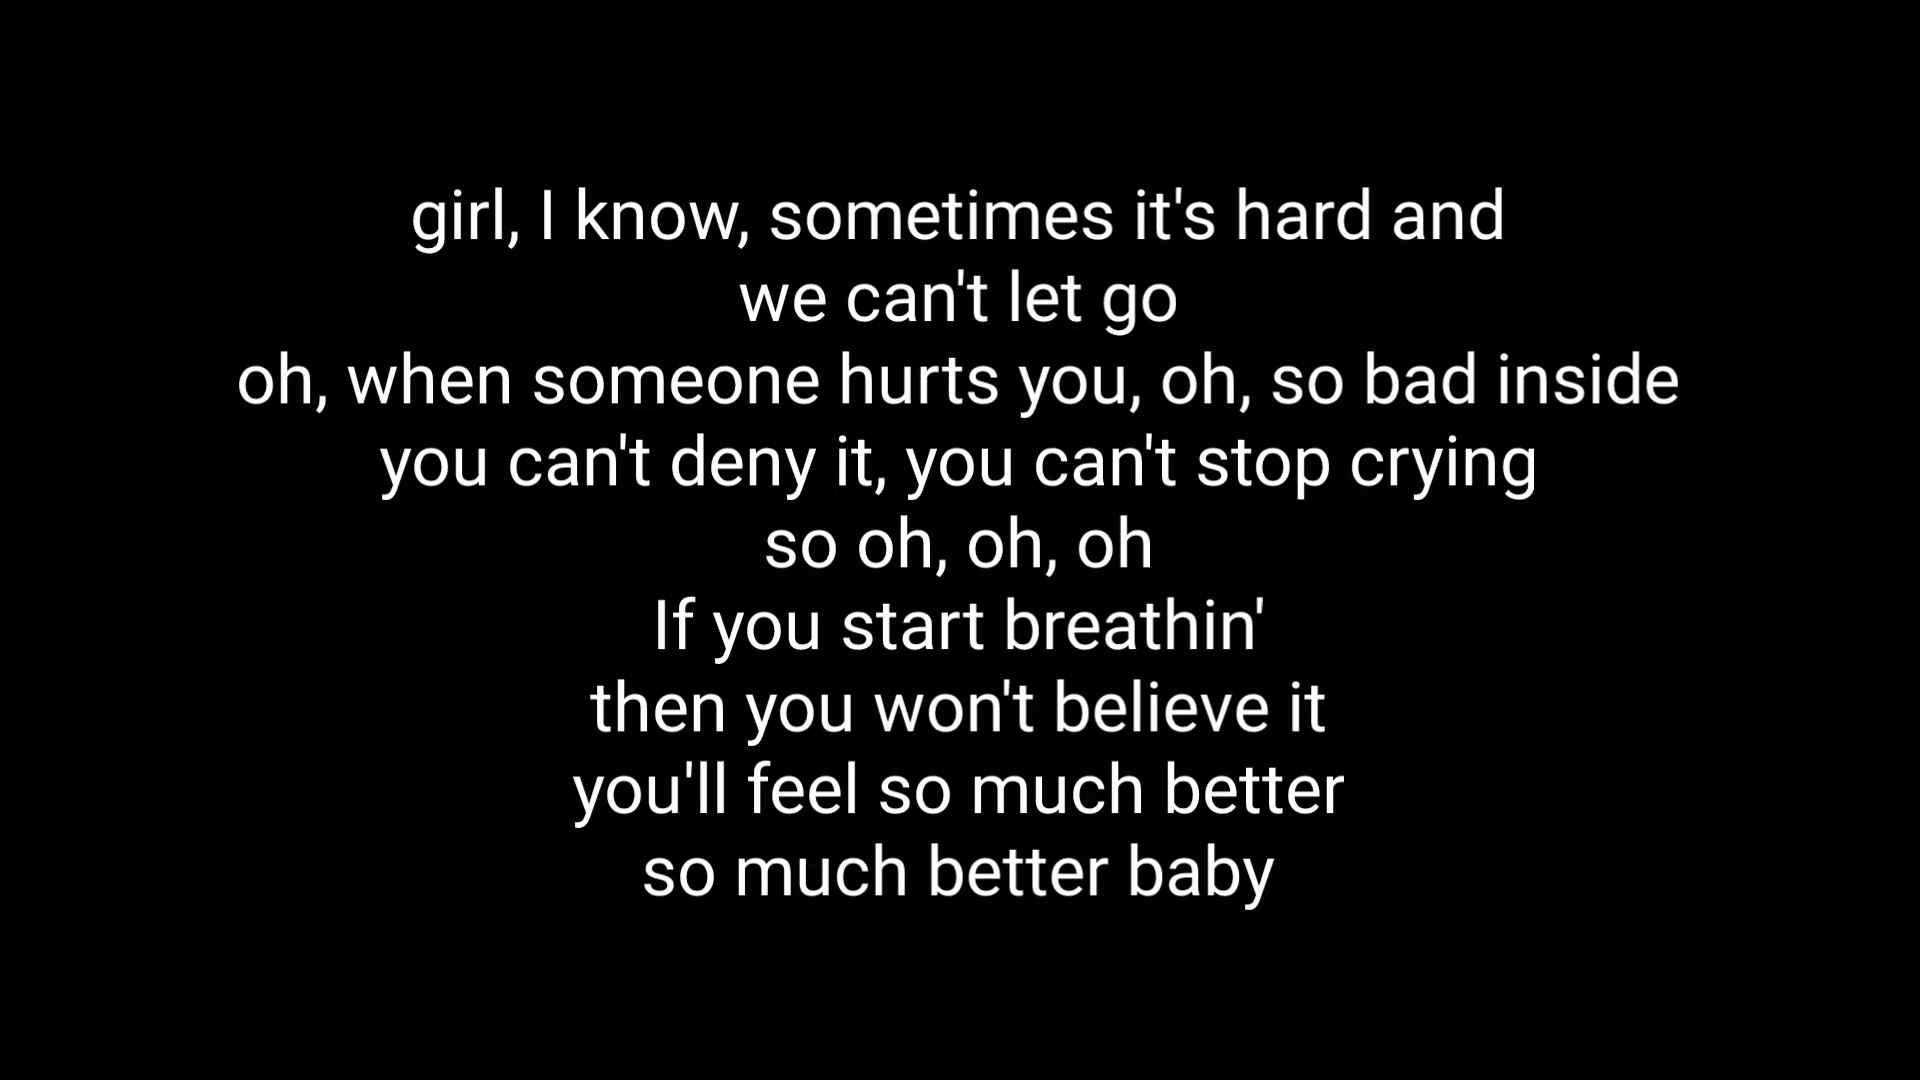 girl, I know, sometimes it's hard and
we can't let go
oh, when someone hurts you, oh, so bad inside
you can't deny it, you can't stop crying
so oh, oh, oh
If you start breathin'
then you won't believe it
you'll feel so much better
so much better baby